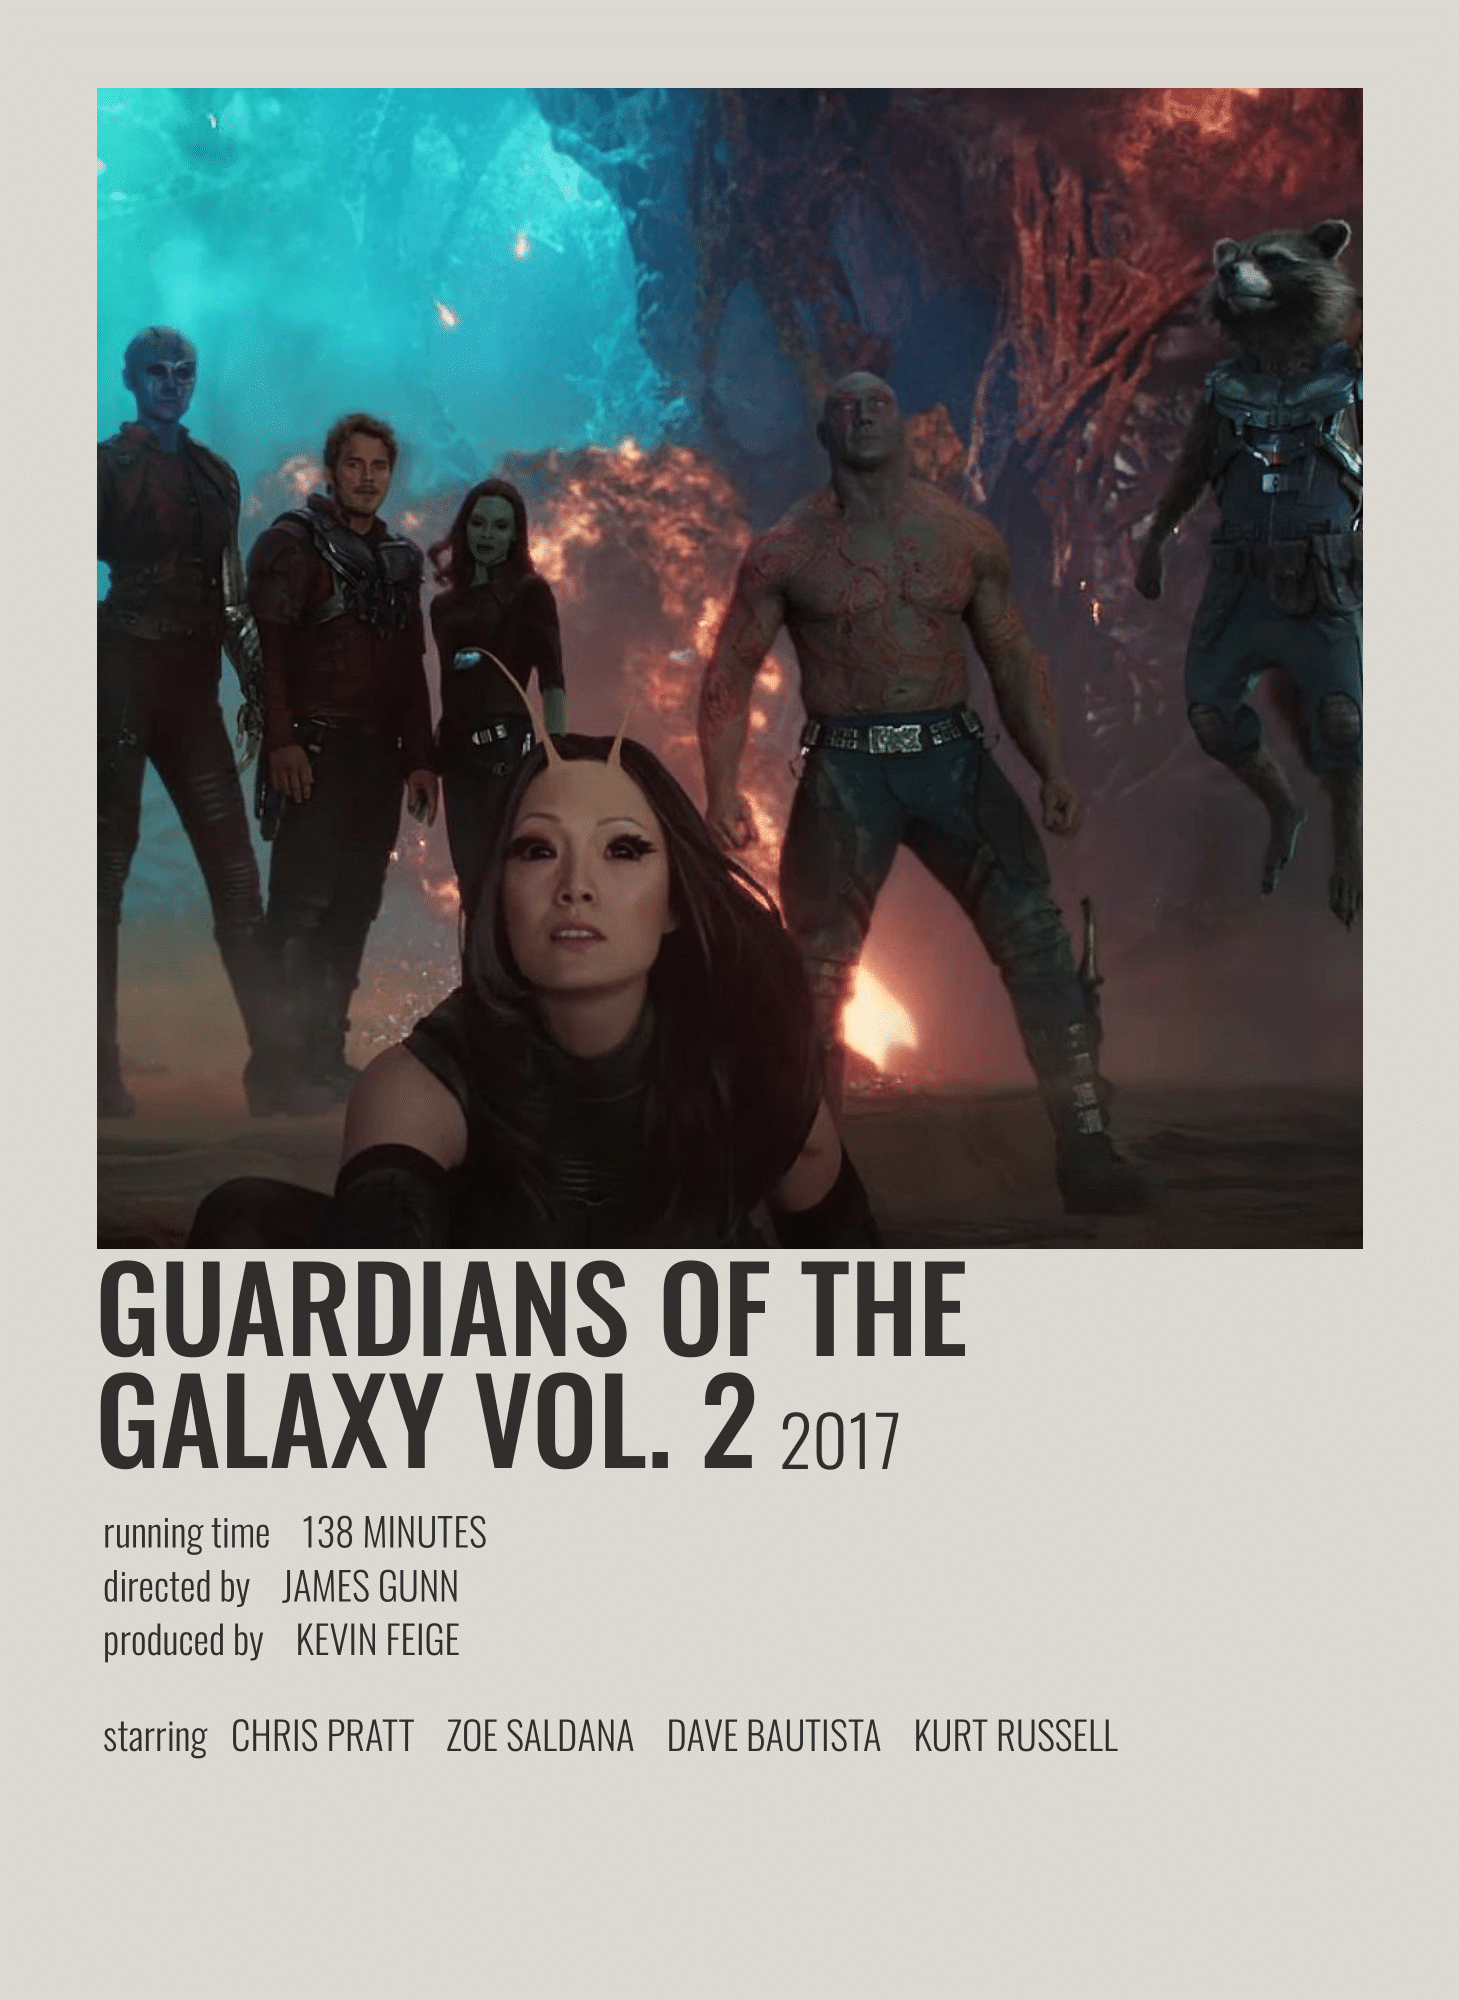 GUARDIANS OF THE
GALAXY VOL. 2 2017
running time 138 MINUTES
directed by JAMES GUNN
produced by KEVIN FEIGE
starring CHRIS PRATT ZOE SALDANA DAVE BAUTISTA KURT RUSSELL